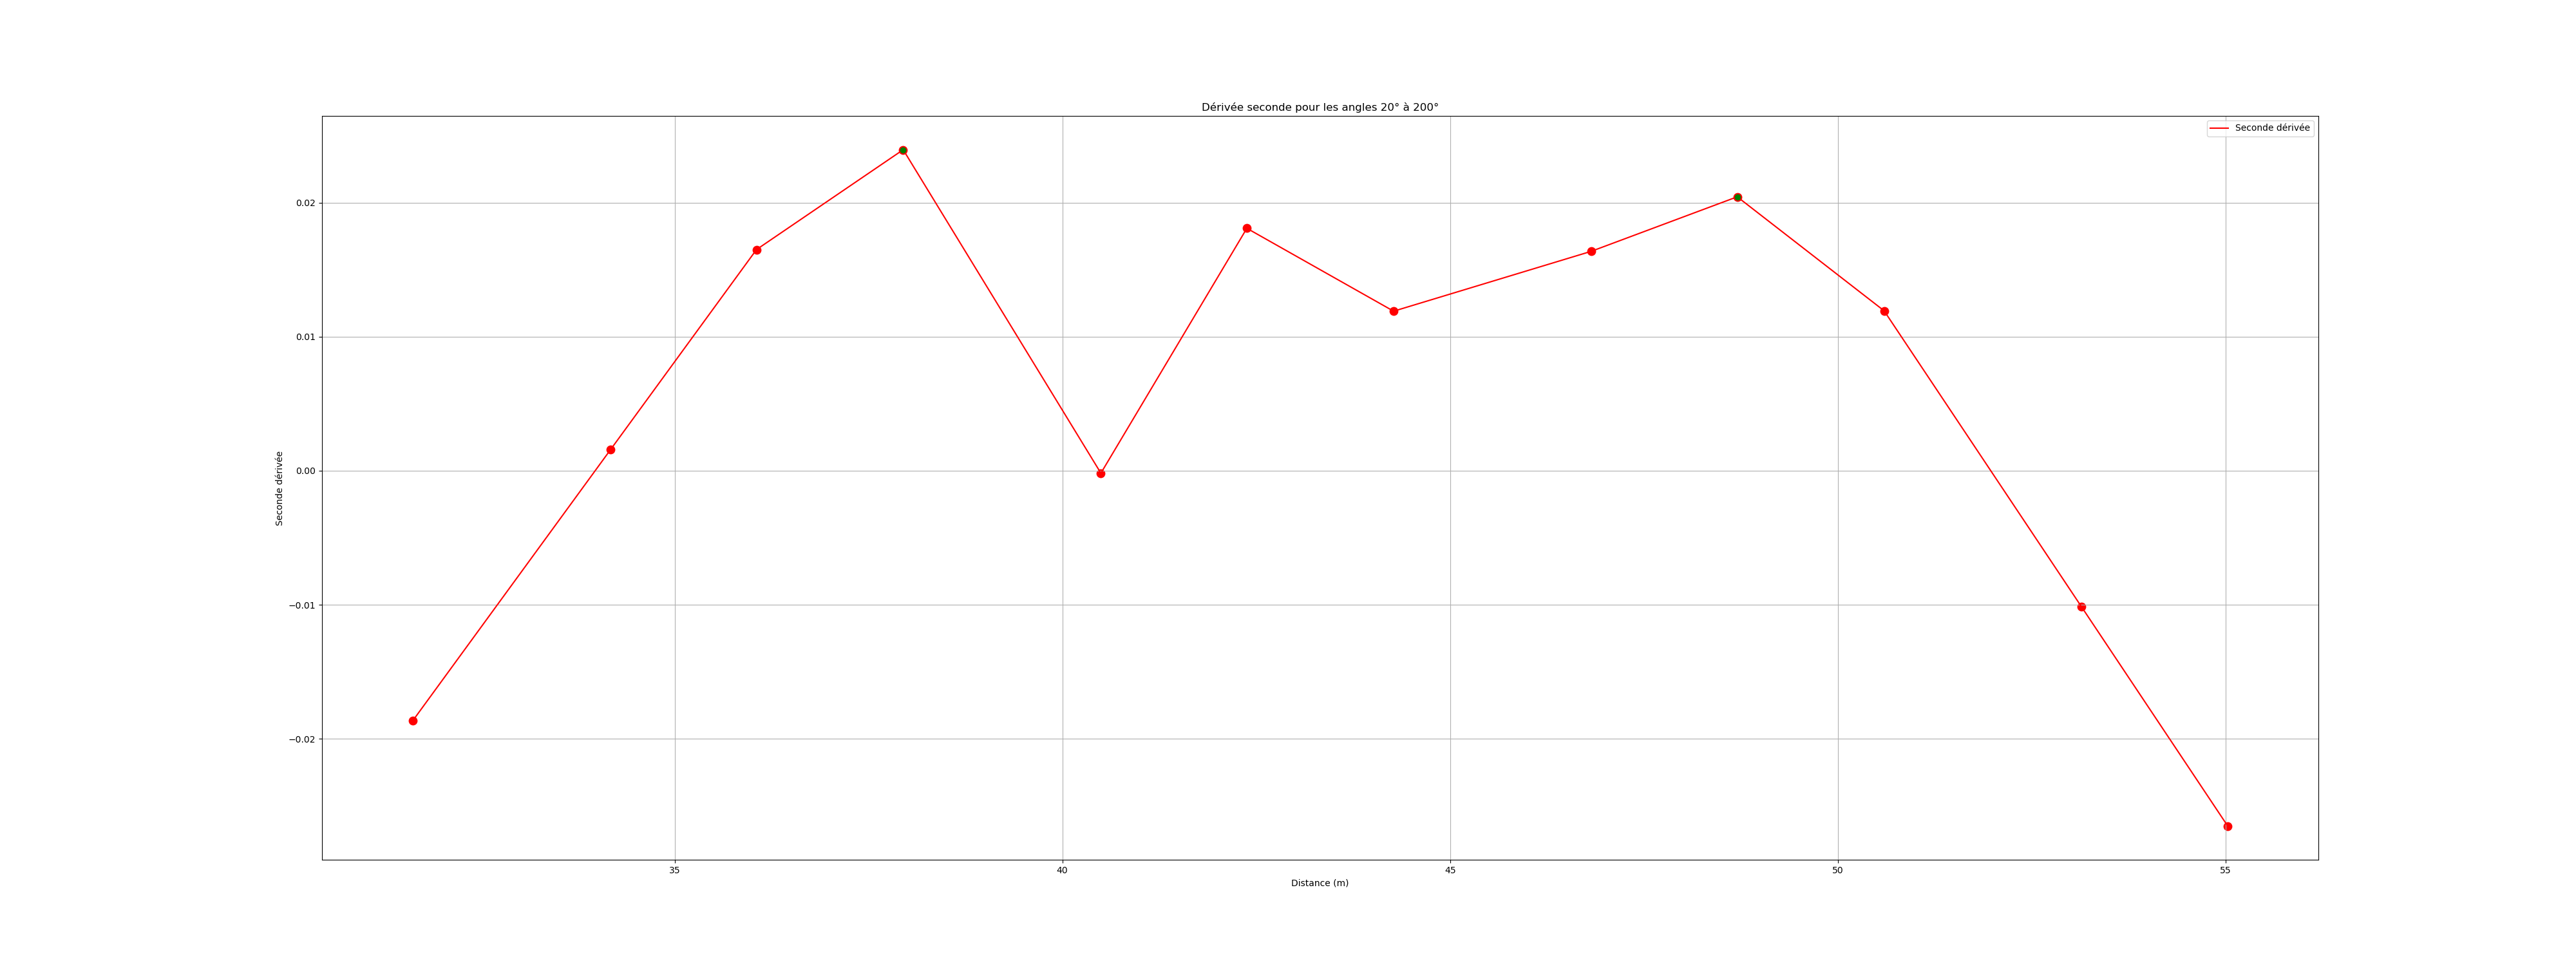 Dérivée seconde pour les angles 20° à 200°
Seconde dérivée
0.02
0.01
0.00
−0.01
−0.02
Seconde dérivée
35
40
45
50
55
Distance (m)